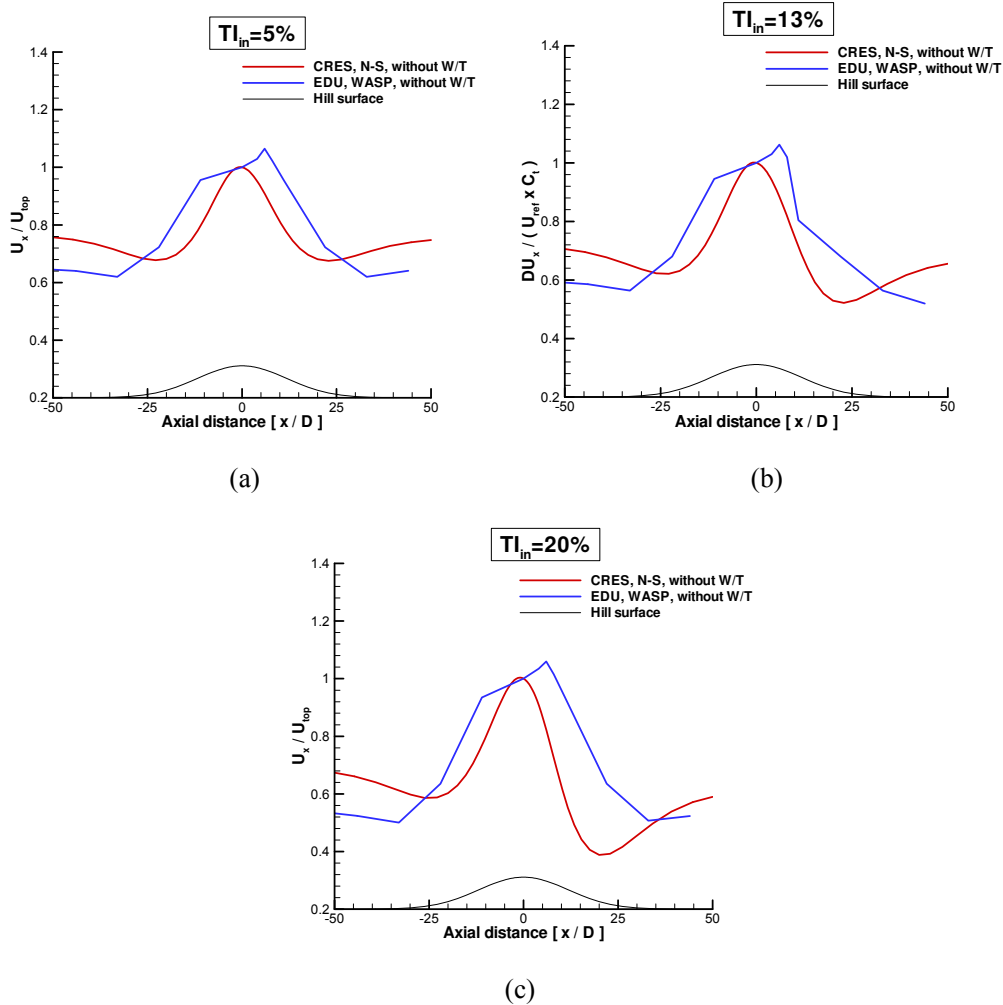 TI_in=5%
CRES, N-S, without W/T
EDU, WASP, without W/T
Hill surface
U_x / U_top
1.4
1.2
1
0.8
0.6
0.4
0.2
-50
-25
0
25
50
Axial distance [ x / D ]
(a)
TI_in=13%
CRES, N-S, without W/T
EDU, WASP, without W/T
Hill surface
DU_x / ( U_ref x C_t )
1.4
1.2
1
0.8
0.6
0.4
0.2
-50
-25
0
25
50
Axial distance [ x / D ]
(b)
TI_in=20%
CRES, N-S, without W/T
EDU, WASP, without W/T
Hill surface
U_x / U_top
1.4
1.2
1
0.8
0.6
0.4
0.2
-50
-25
0
25
50
Axial distance [ x / D ]
(c)